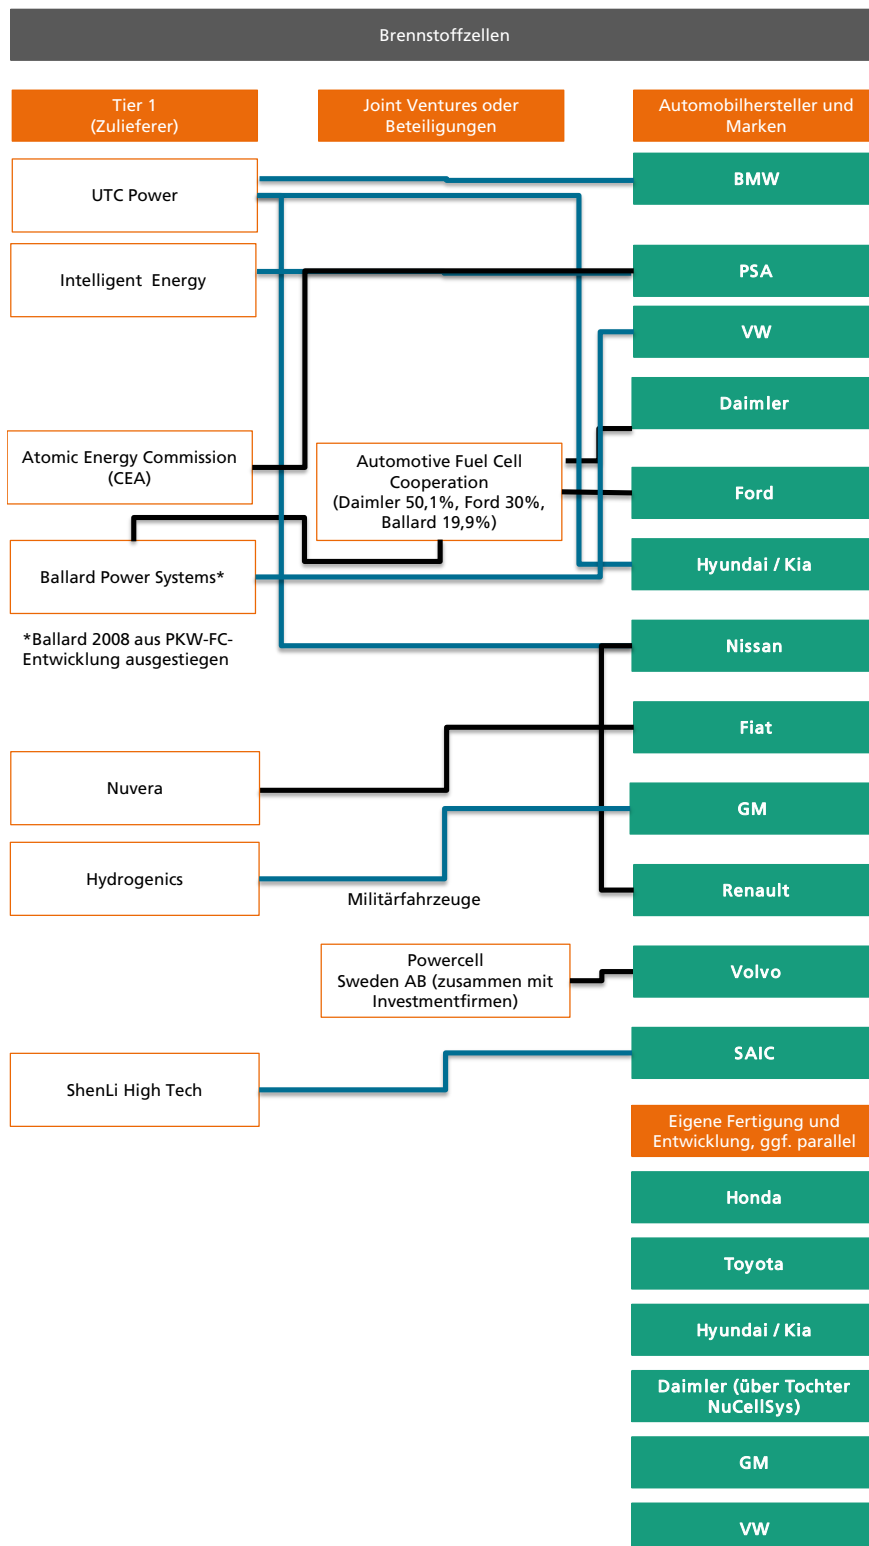 Brennstoffzellen
Tier 1
(Zulieferer)
Joint Ventures oder
Beteiligungen
Automobilhersteller und
Marken
UTC Power
BMW
Intelligent Energy
PSA
VW
Daimler
Atomic Energy Commission
(CEA)
Automotive Fuel Cell
Cooperation
(Daimler 50,1%, Ford 30%,
Ballard 19,9%)
Ford
Ballard Power Systems*
Hyundai / Kia
*Ballard 2008 aus PKW-FC-
Entwicklung ausgestiegen
Nissan
Fiat
Nuvera
GM
Hydrogenics
Militärfahrzeuge
Renault
Powercell
Sweden AB (zusammen mit
Investmentfirmen)
Volvo
SAIC
ShenLi High Tech
Eigene Fertigung und
Entwicklung, ggf. parallel
Honda
Toyota
Hyundai / Kia
Daimler (über Tochter
NuCellSys)
GM
VW